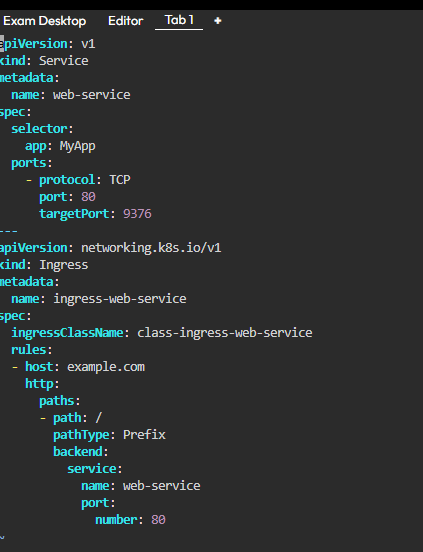 Exam Desktop Editor Tab 1 +
apiVersion: v1
kind: Service
metadata:
  name: web-service
spec:
  selector:
    app: MyApp
  ports:
    - protocol: TCP
      port: 80
      targetPort: 9376
---
apiVersion: networking.k8s.io/v1
kind: Ingress
metadata:
  name: ingress-web-service
spec:
  ingressClassName: class-ingress-web-service
  rules:
  - host: example.com
    http:
      paths:
      - path: /
        pathType: Prefix
        backend:
          service:
            name: web-service
            port:
              number: 80
~